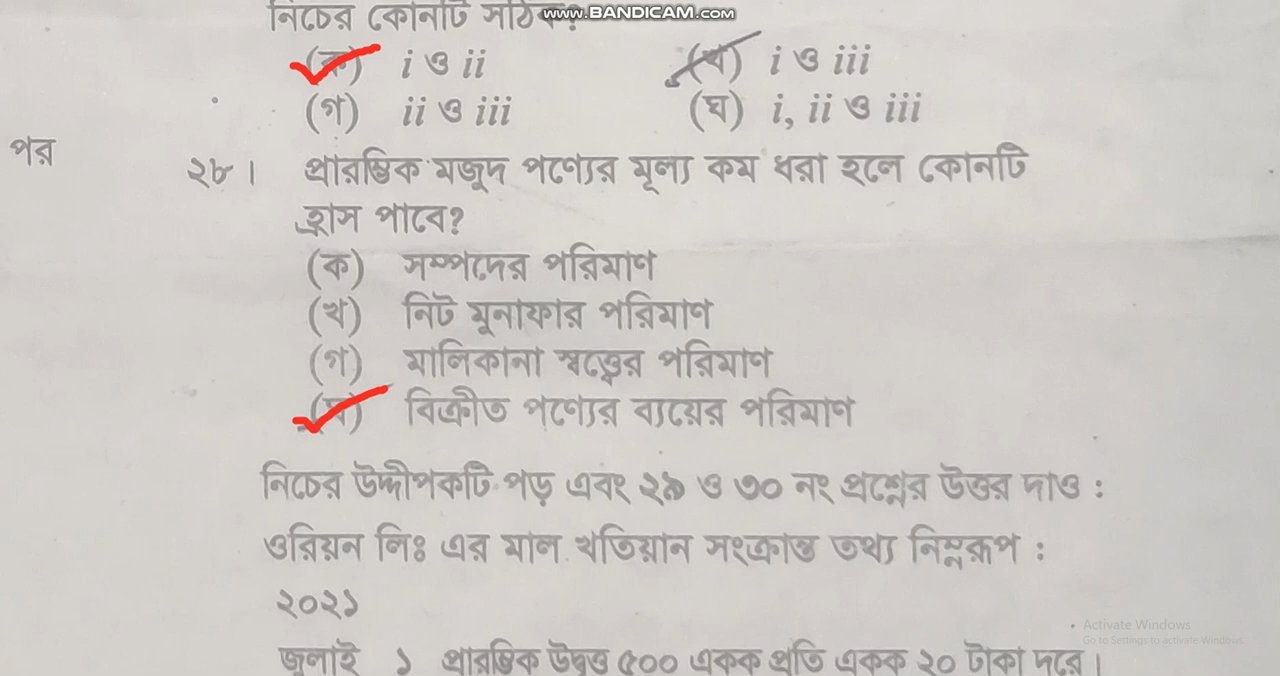 www.BANDICAM.com
নিচের কোনটি সঠিক?
(ক) i ও ii (খ) i ও iii
(গ) ii ও iii (ঘ) i, ii ও iii
পর
২৮। প্রারম্ভিক মজুদ পণ্যের মূল্য কম ধরা হলে কোনটি
হ্রাস পাবে?
(ক) সম্পদের পরিমাণ
(খ) নিট মুনাফার পরিমাণ
(গ) মালিকানা স্বত্ত্বের পরিমাণ
(ঘ) বিক্রীত পণ্যের ব্যয়ের পরিমাণ
নিচের উদ্দীপকটি পড় এবং ২৯ ও ৩০ নং প্রশ্নের উত্তর দাও :
ওরিয়ন লিঃ এর মাল খতিয়ান সংক্রান্ত তথ্য নিম্নরূপ :
২০২১
Activate Windows
Go to Settings to activate Windows.
জুলাই ১ প্রারম্ভিক উদ্বৃত্ত ৫০০ একক প্রতি একক ২০ টাকা দরে।